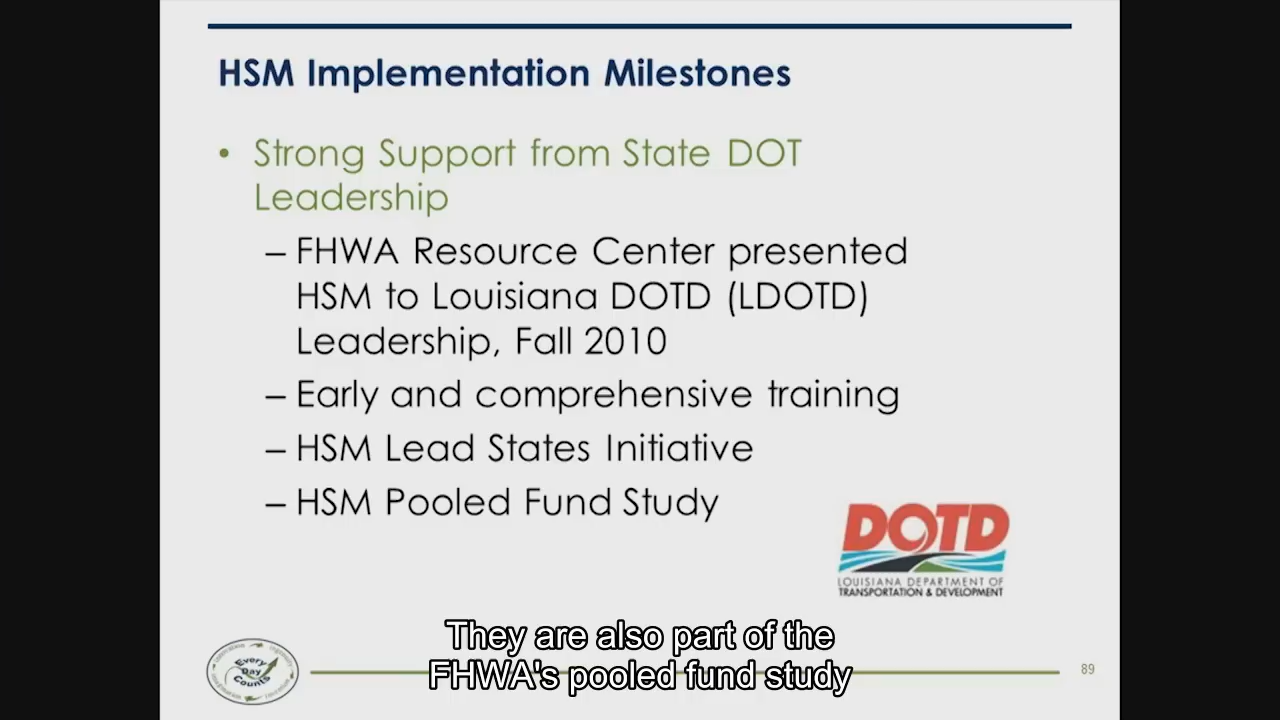 HSM Implementation Milestones
• Strong Support from State DOT
Leadership
– FHWA Resource Center presented
HSM to Louisiana DOTD (LDOTD)
Leadership, Fall 2010
– Early and comprehensive training
– HSM Lead States Initiative
– HSM Pooled Fund Study
DOTD
LOUISIANA DEPARTMENT OF
TRANSPORTATION & DEVELOPMENT
They are also part of the
FHWA's pooled fund study
Every
Day
Counts
89